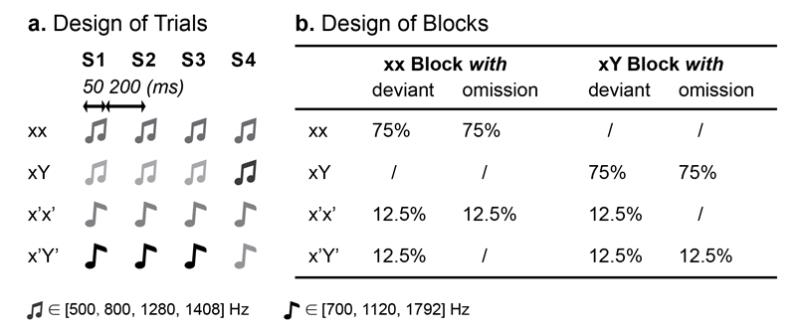 a. Design of Trials
S1 S2 S3 S4
50 200 (ms)
xx
xY
x'x'
x'Y'
b. Design of Blocks
xx Block with xY Block with
deviant omission deviant omission
xx 75% 75% / /
xY / / 75% 75%
x'x' 12.5% 12.5% 12.5% /
x'Y' 12.5% / 12.5% 12.5%
♫ ∈ [500, 800, 1280, 1408] Hz ♪ ∈ [700, 1120, 1792] Hz